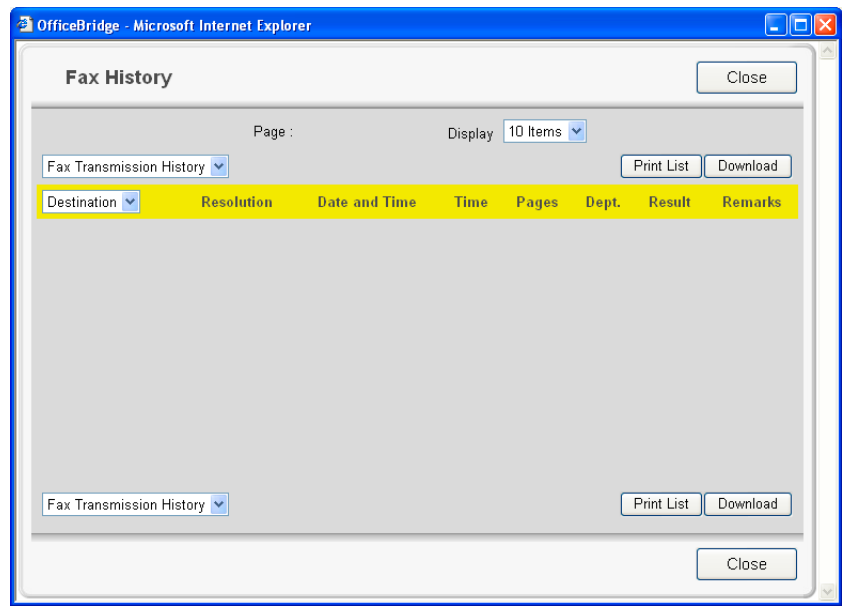 OfficeBridge - Microsoft Internet Explorer
Fax History
Close
Page :
Display 10 Items
Fax Transmission History
Print List Download
Destination Resolution Date and Time Time Pages Dept. Result Remarks
Fax Transmission History
Print List Download
Close